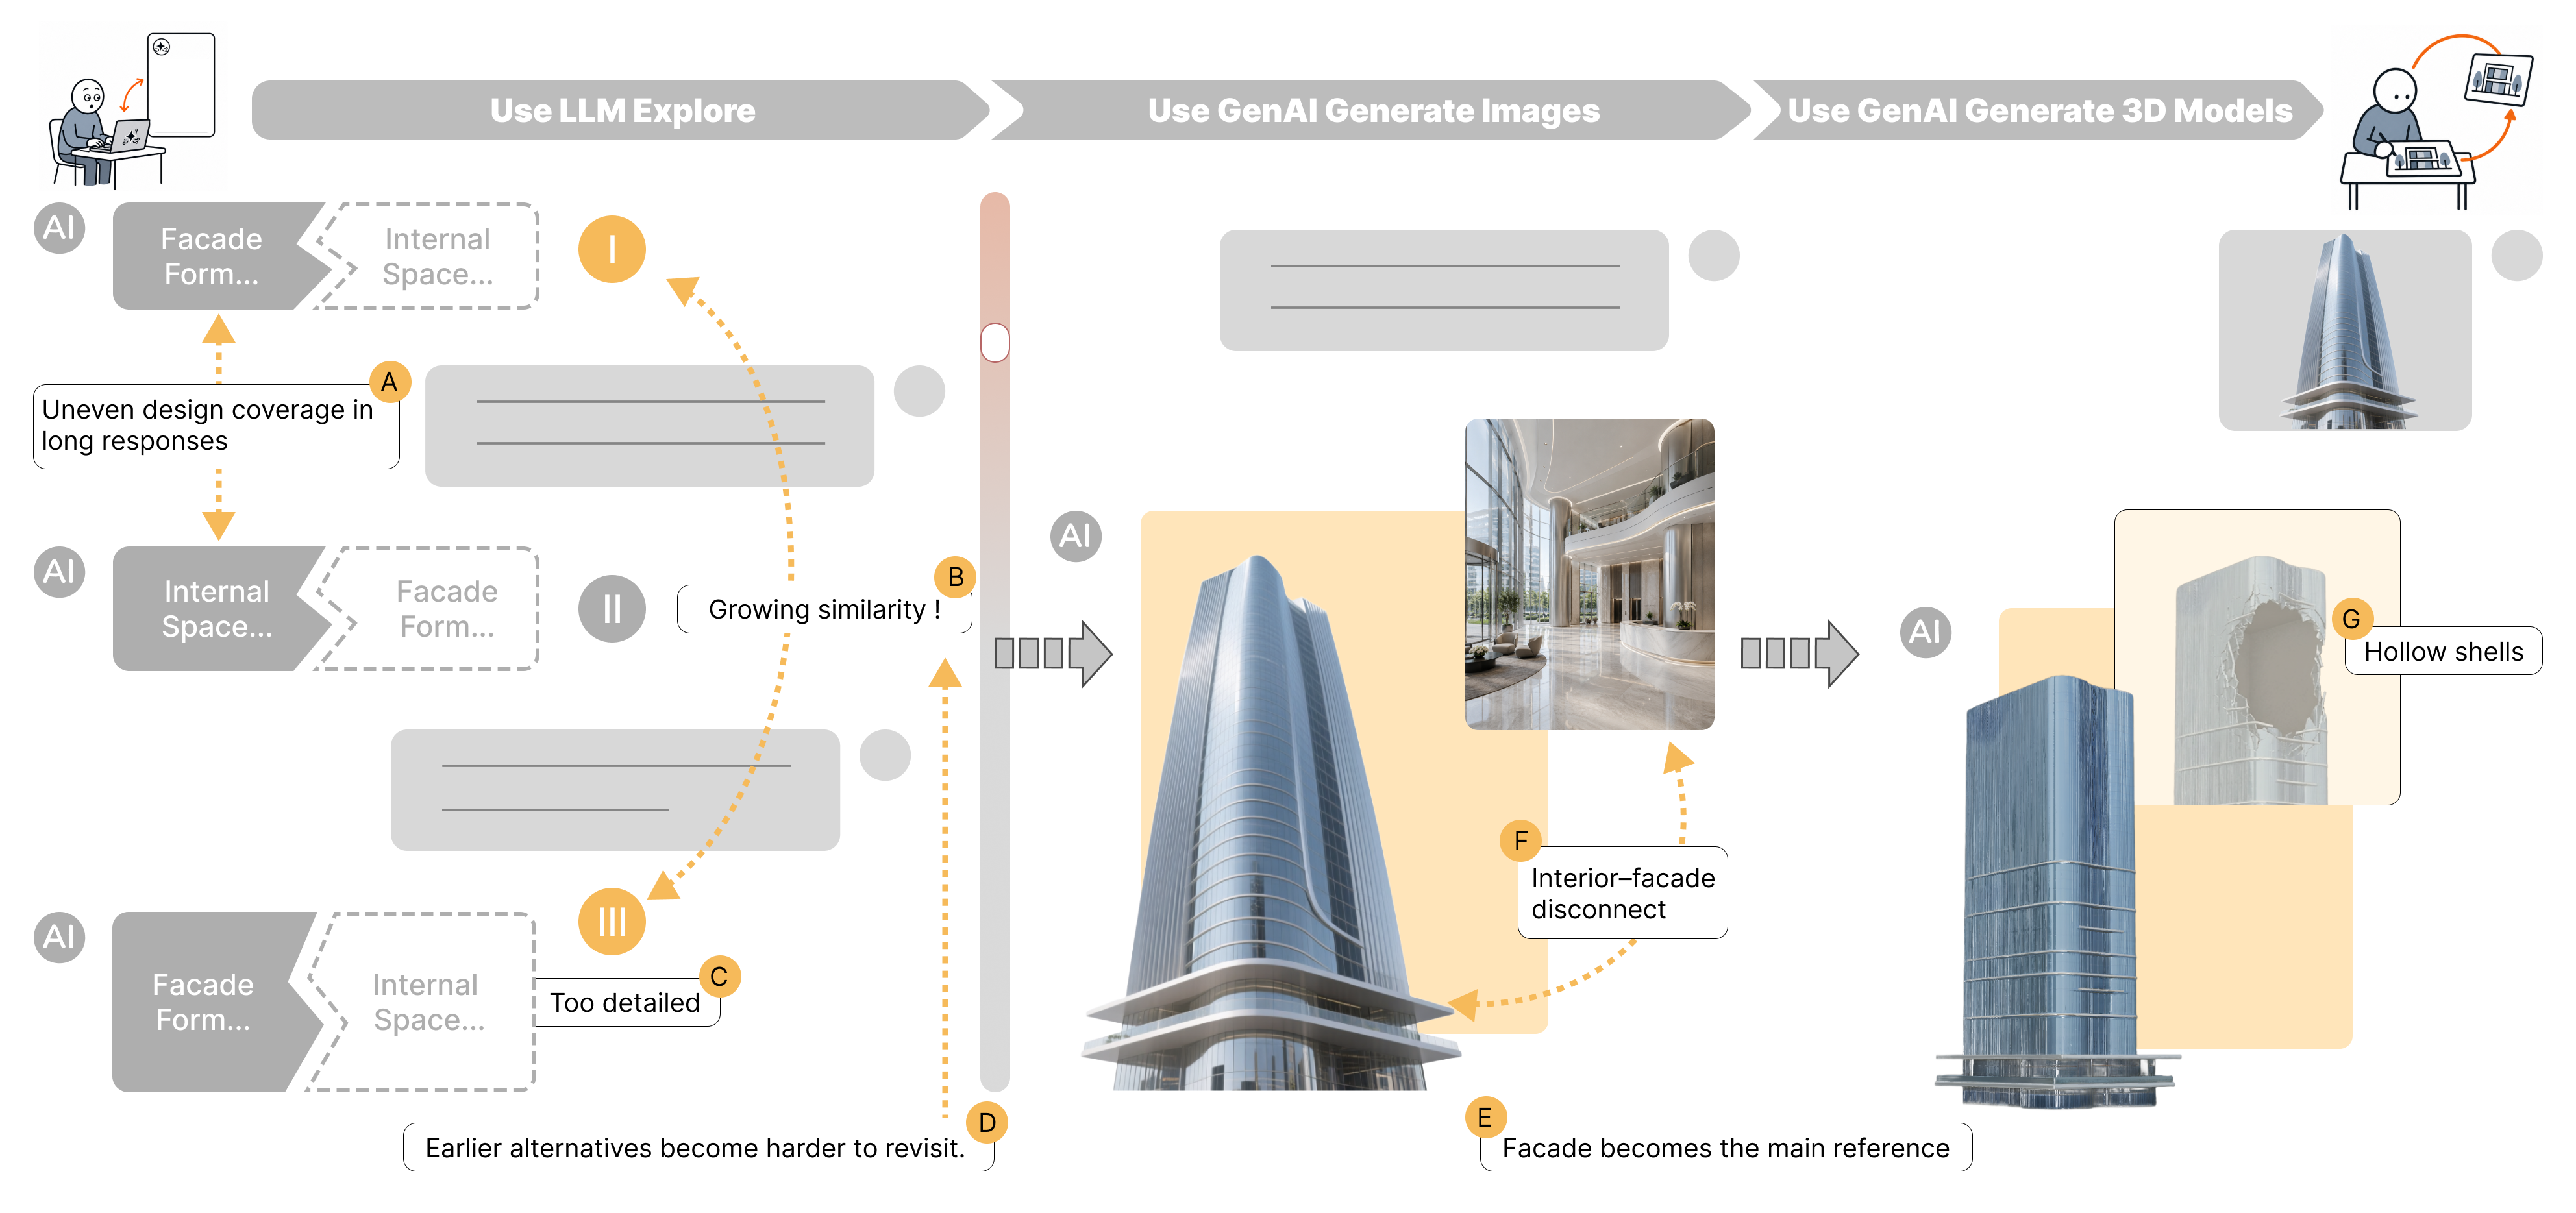 Use LLM Explore
Use GenAI Generate Images
Use GenAI Generate 3D Models
AI
Facade
Form...
Internal
Space...
I
A
Uneven design coverage in
long responses
AI
Internal
Space...
Facade
Form...
II
B
Growing similarity !
AI
Facade
Form...
Internal
Space...
III
C
Too detailed
D
Earlier alternatives become harder to revisit.
AI
F
Interior–facade
disconnect
E
Facade becomes the main reference
AI
G
Hollow shells